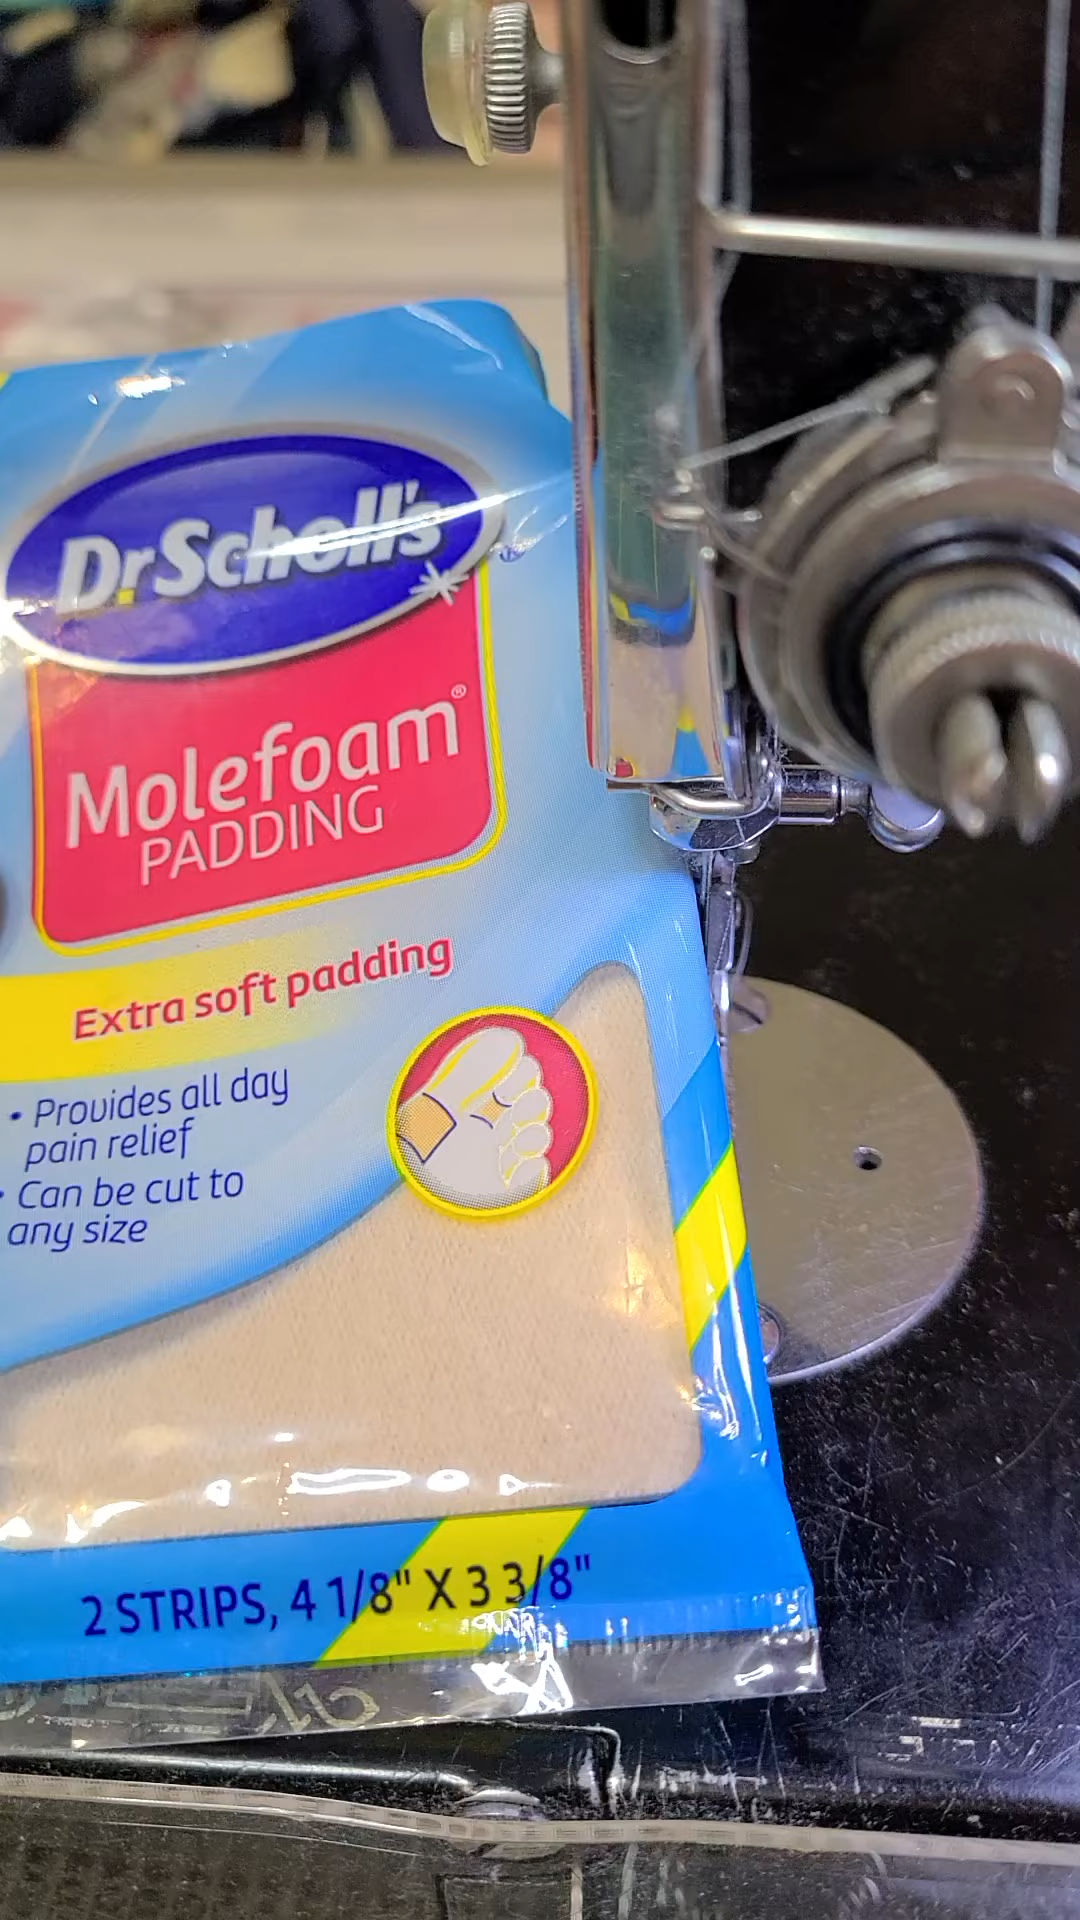 Dr.Scholl's®
Molefoam®
PADDING
Extra soft padding
• Provides all day
pain relief
• Can be cut to
any size
2 STRIPS, 4 1/8" X 3 3/8"